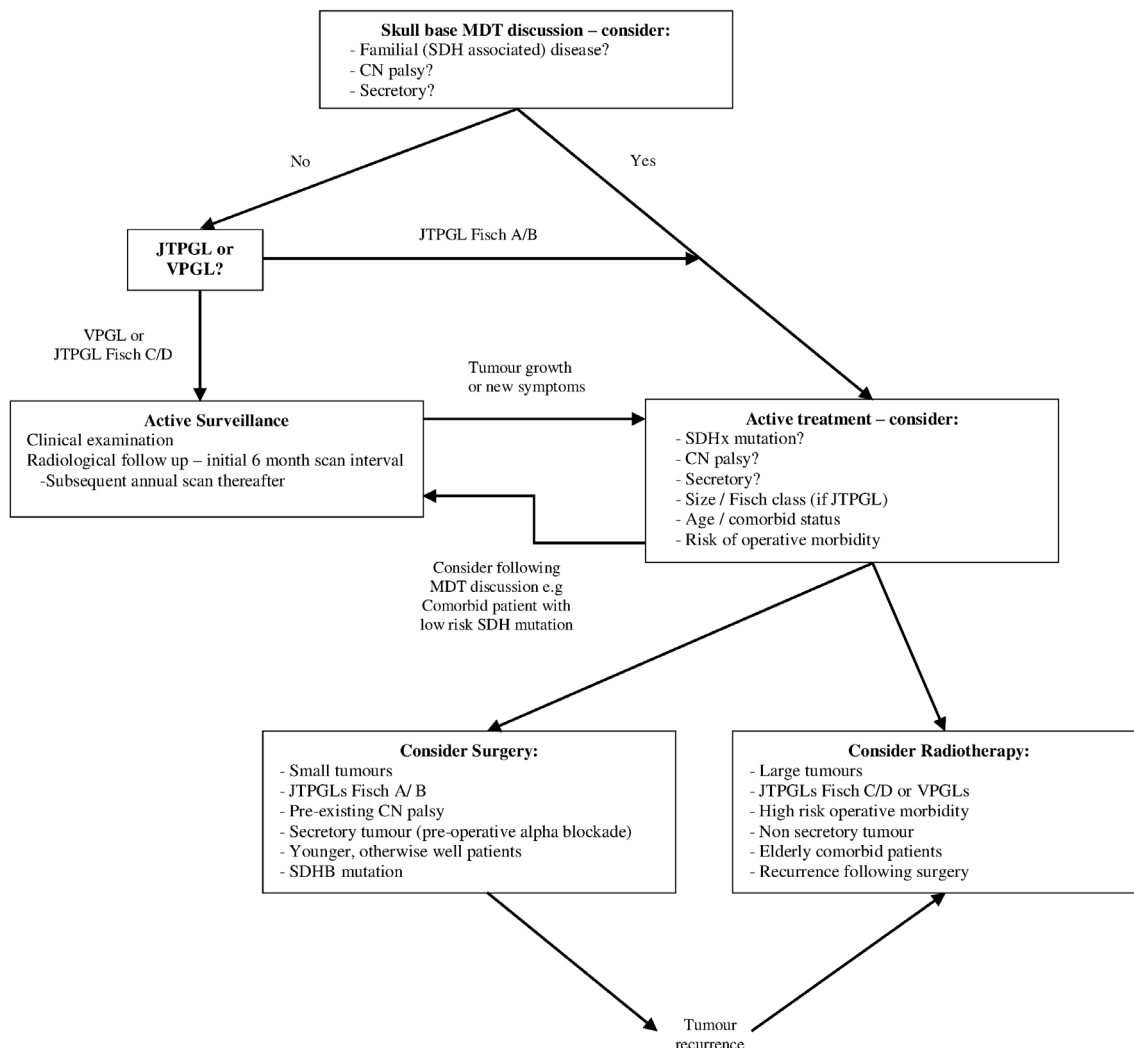 Skull base MDT discussion – consider:
- Familial (SDH associated) disease?
- CN palsy?
- Secretory?
No
Yes
JTPGL or
VPGL?
JTPGL Fisch A/B
VPGL or
JTPGL Fisch C/D
Tumour growth
or new symptoms
Active Surveillance
Clinical examination
Radiological follow up – initial 6 month scan interval
-Subsequent annual scan thereafter
Active treatment – consider:
- SDHx mutation?
- CN palsy?
- Secretory?
- Size / Fisch class (if JTPGL)
- Age / comorbid status
- Risk of operative morbidity
Consider following
MDT discussion e.g
Comorbid patient with
low risk SDH mutation
Consider Surgery:
- Small tumours
- JTPGLs Fisch A/ B
- Pre-existing CN palsy
- Secretory tumour (pre-operative alpha blockade)
- Younger, otherwise well patients
- SDHB mutation
Consider Radiotherapy:
- Large tumours
- JTPGLs Fisch C/D or VPGLs
- High risk operative morbidity
- Non secretory tumour
- Elderly comorbid patients
- Recurrence following surgery
Tumour
recurrence